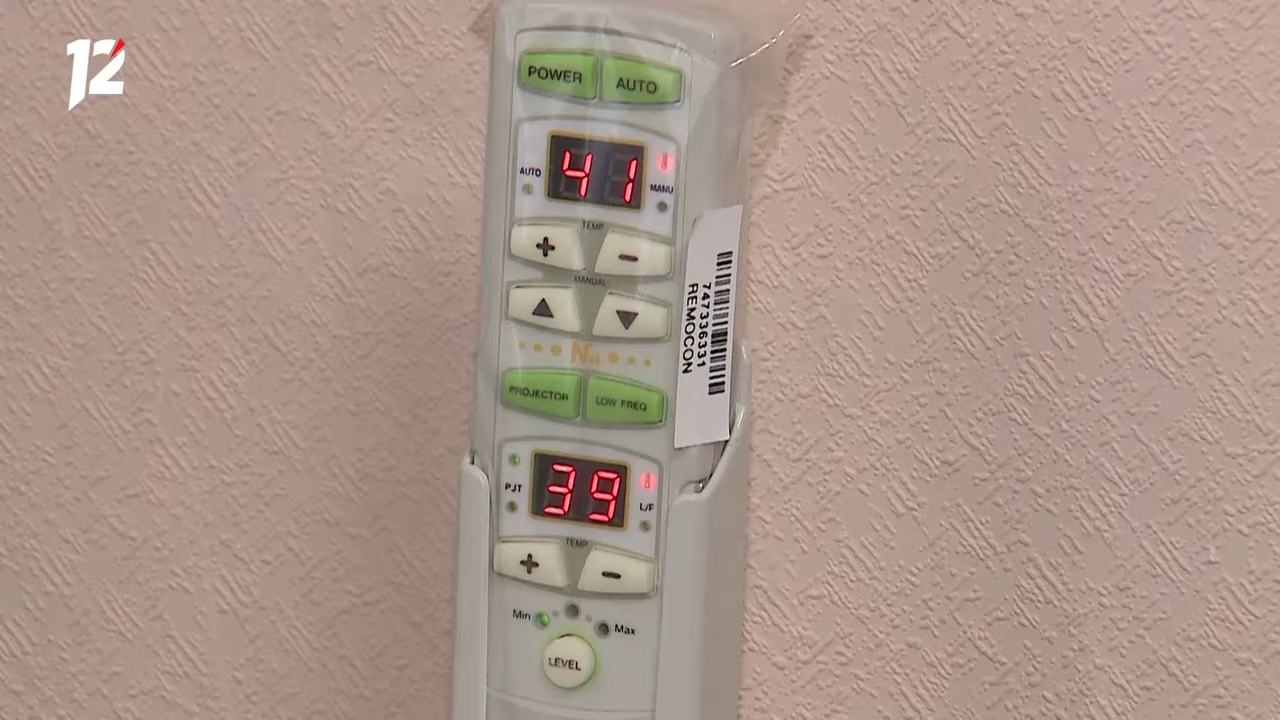 12
POWER AUTO
41
AUTO MANU
TEMP
+ -
MANUAL
▲ ▼
747336331
REMOCON
PROJECTOR LOW FREQ
39
PJT L/F
TEMP
+ -
Min Max
LEVEL